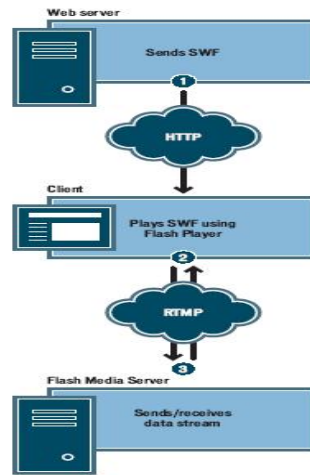 Web server
Sends SWF
1
HTTP
Client
Plays SWF using
Flash Player
2
RTMP
3
Flash Media Server
Sends/receives
data stream